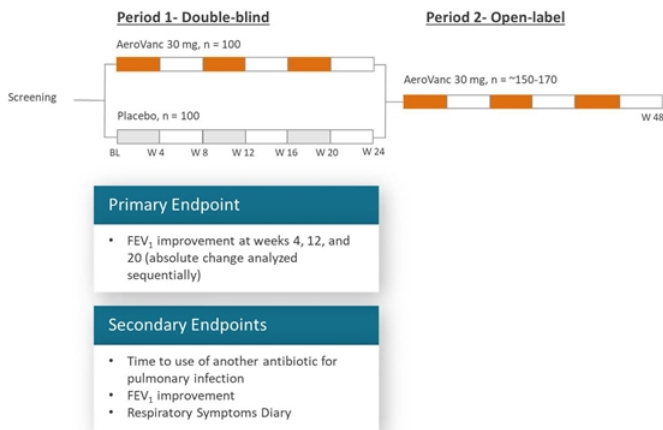 Period 1- Double-blind
Period 2- Open-label
AeroVanc 30 mg, n = 100
AeroVanc 30 mg, n = ~150-170
Screening
Placebo, n = 100
W 48
BL
W 4
W 8
W 12
W 16
W 20
W 24
Primary Endpoint
• FEV₁ improvement at weeks 4, 12, and
20 (absolute change analyzed
sequentially)
Secondary Endpoints
• Time to use of another antibiotic for
pulmonary infection
• FEV₁ improvement
• Respiratory Symptoms Diary